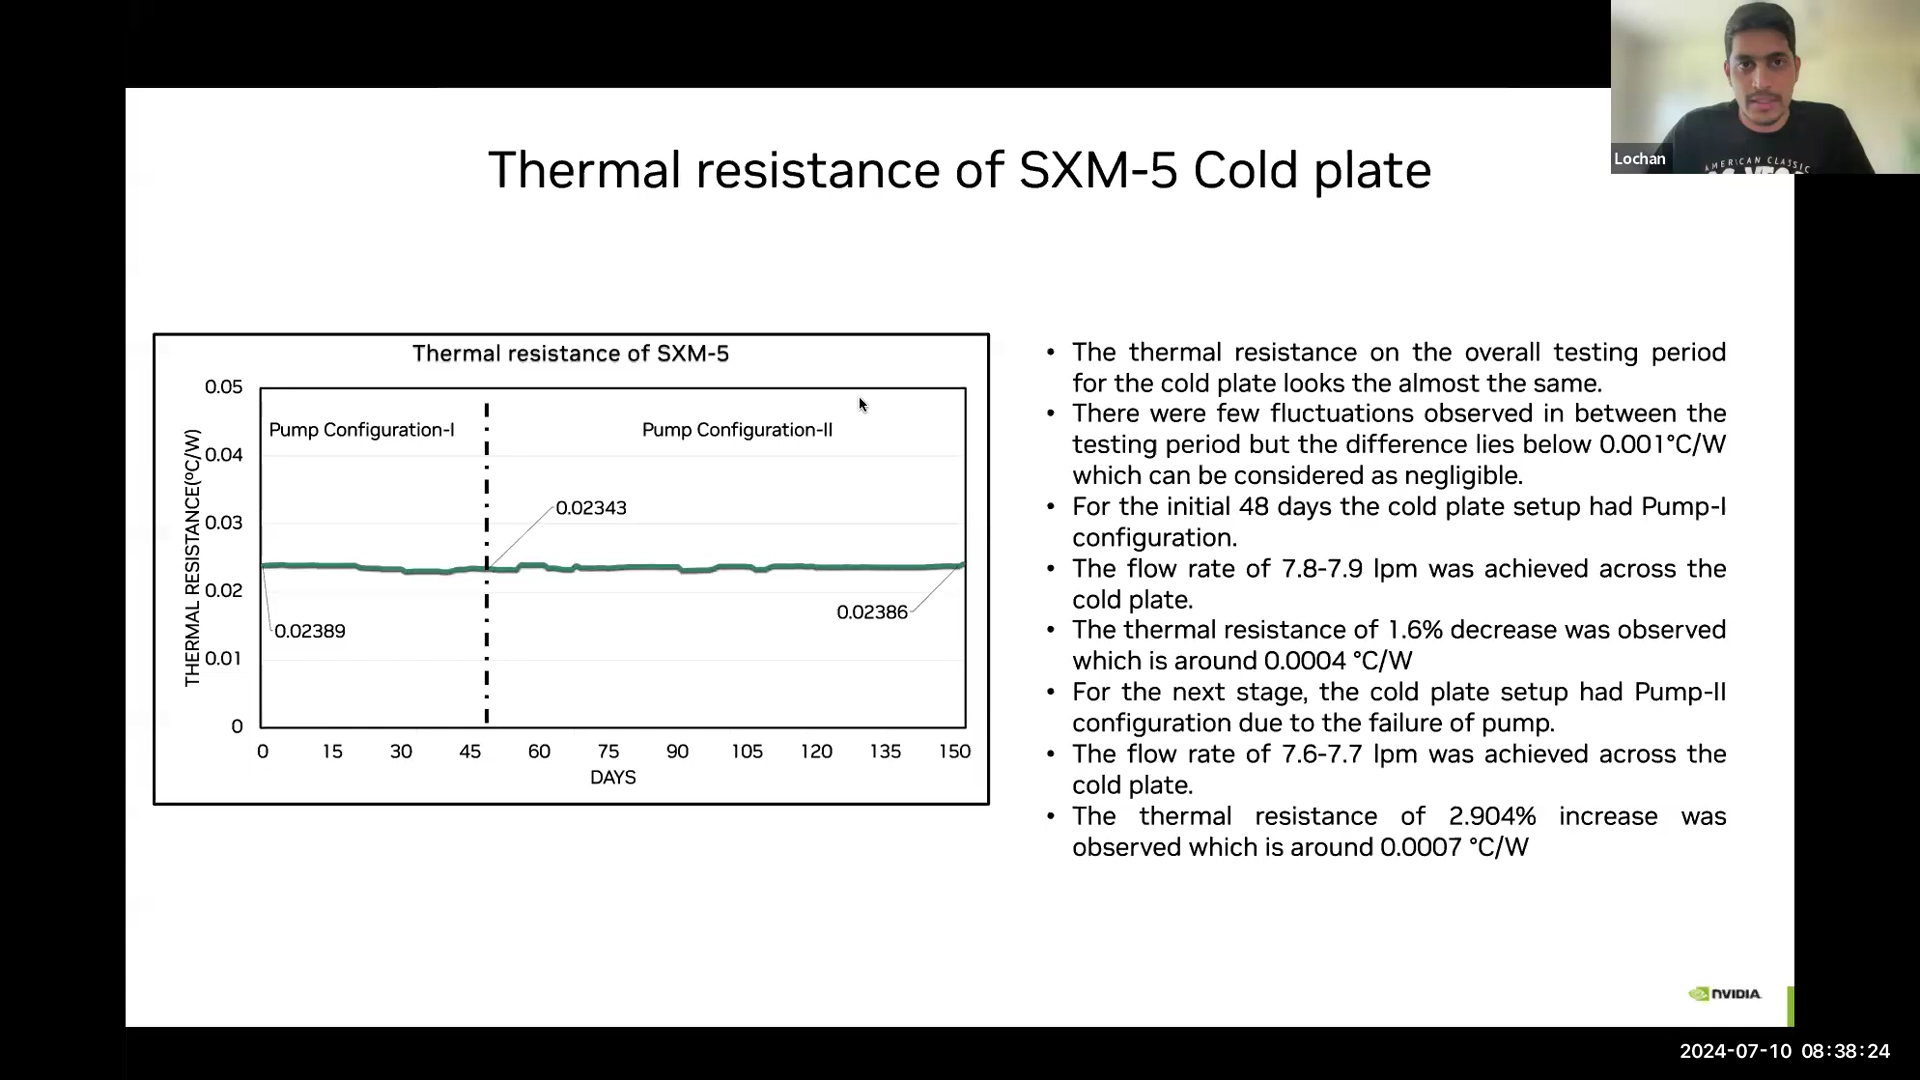 Lochan
AMERICAN CLASSIC
Thermal resistance of SXM-5 Cold plate
Thermal resistance of SXM-5
THERMAL RESISTANCE(°C/W)
0.05
0.04
0.03
0.02
0.01
0
Pump Configuration-I
Pump Configuration-II
0.02343
0.02386
0.02389
0 15 30 45 60 75 90 105 120 135 150
DAYS
• The thermal resistance on the overall testing period
for the cold plate looks the almost the same.
• There were few fluctuations observed in between the
testing period but the difference lies below 0.001°C/W
which can be considered as negligible.
• For the initial 48 days the cold plate setup had Pump-I
configuration.
• The flow rate of 7.8-7.9 lpm was achieved across the
cold plate.
• The thermal resistance of 1.6% decrease was observed
which is around 0.0004 °C/W
• For the next stage, the cold plate setup had Pump-II
configuration due to the failure of pump.
• The flow rate of 7.6-7.7 lpm was achieved across the
cold plate.
• The thermal resistance of 2.904% increase was
observed which is around 0.0007 °C/W
NVIDIA
2024-07-10 08:38:24